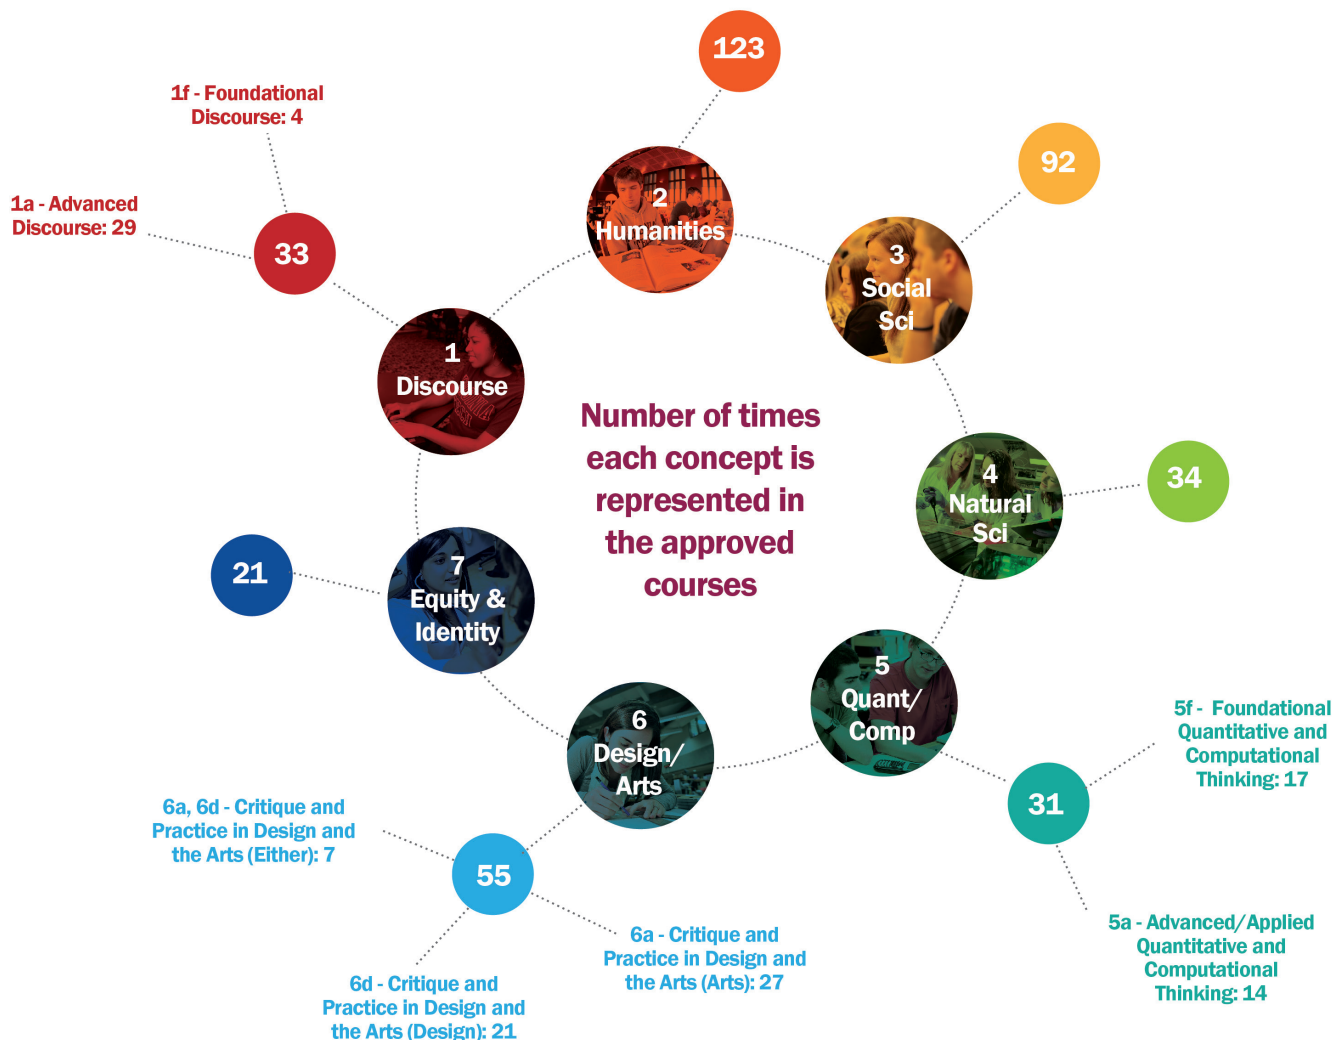 123
1f - Foundational
Discourse: 4
92
1a - Advanced
Discourse: 29
33
2
Humanities
3
Social
Sci
1
Discourse
Number of times
each concept is
represented in
the approved
courses
4
Natural
Sci
34
21
7
Equity &
Identity
5
Quant/
Comp
6
Design/
Arts
5f -  Foundational
Quantitative and
Computational
Thinking: 17
31
6a, 6d - Critique and
Practice in Design and
the Arts (Either): 7
55
6a - Critique and
Practice in Design and
the Arts (Arts): 27
5a - Advanced/Applied
Quantitative and
Computational
Thinking: 14
6d - Critique and
Practice in Design and
the Arts (Design): 21